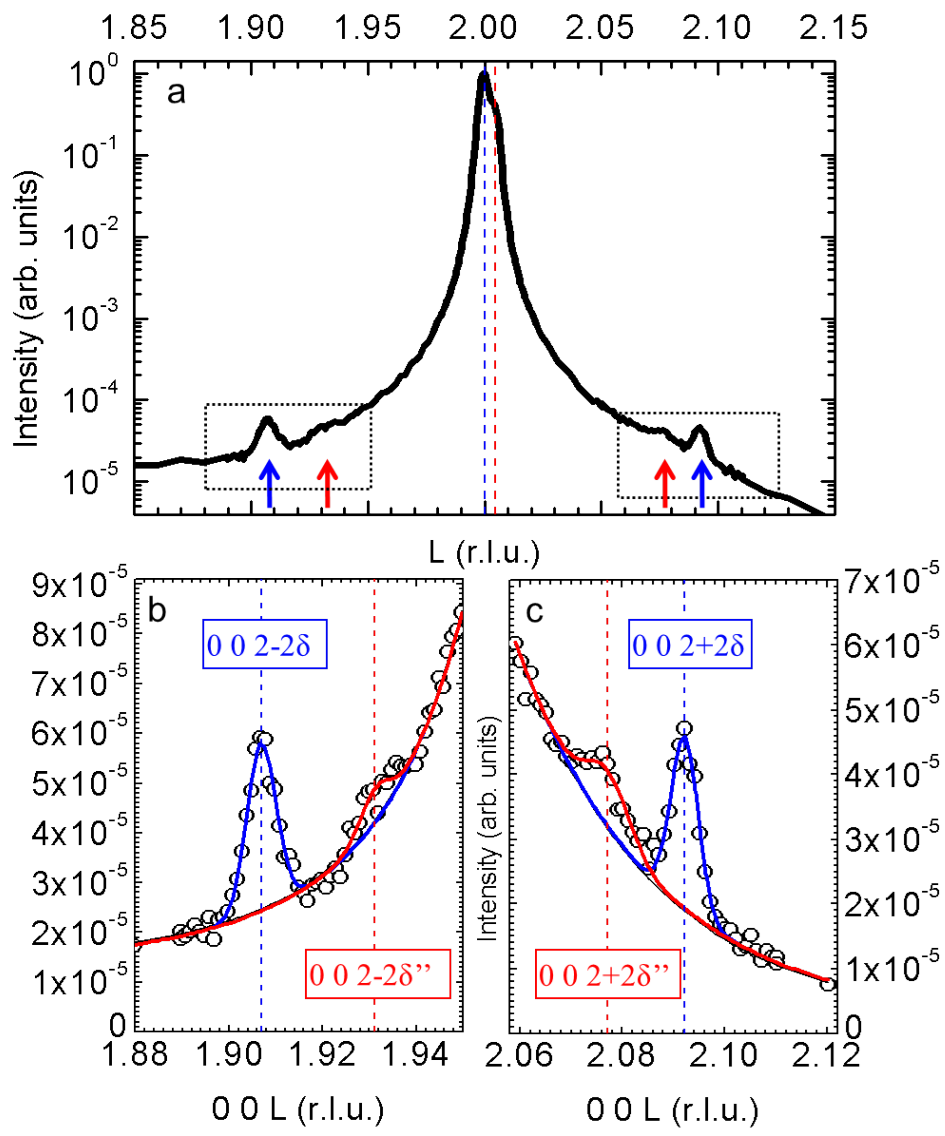 1.85 1.90 1.95 2.00 2.05 2.10 2.15
a
10⁰
10⁻¹
10⁻²
10⁻³
10⁻⁴
10⁻⁵
Intensity (arb. units)
L (r.l.u.)
b
9x10⁻⁵
8x10⁻⁵
7x10⁻⁵
6x10⁻⁵
5x10⁻⁵
4x10⁻⁵
3x10⁻⁵
2x10⁻⁵
1x10⁻⁵
0
0 0 2-2δ
0 0 2-2δ’’
1.88 1.90 1.92 1.94
0 0 L (r.l.u.)
c
0 0 2+2δ
0 0 2+2δ’’
Intensity (arb. units)
7x10⁻⁵
6x10⁻⁵
5x10⁻⁵
4x10⁻⁵
3x10⁻⁵
2x10⁻⁵
1x10⁻⁵
0
2.06 2.08 2.10 2.12
0 0 L (r.l.u.)